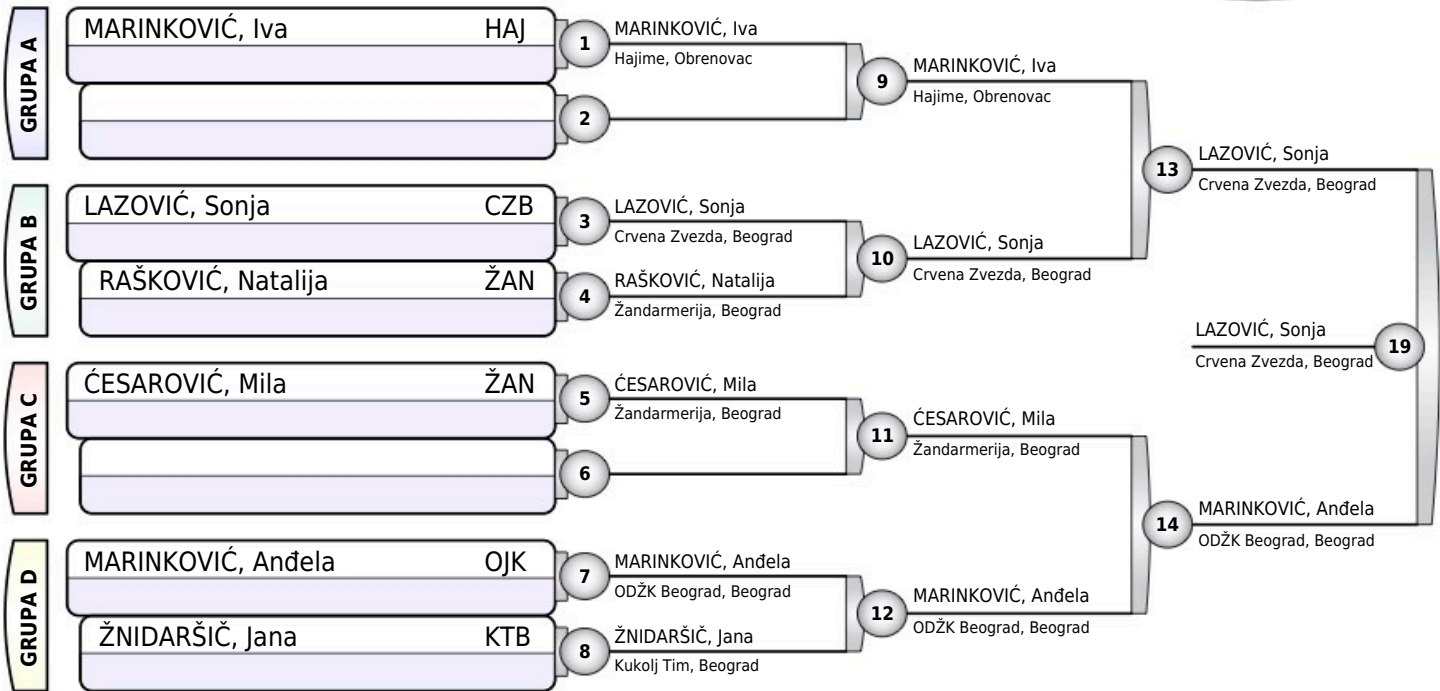 GRUPA A
MARINKOVIĆ, Iva HAJ
1
MARINKOVIĆ, Iva
Hajime, Obrenovac
2
9
MARINKOVIĆ, Iva
Hajime, Obrenovac
GRUPA B
LAZOVIĆ, Sonja CZB
3
LAZOVIĆ, Sonja
Crvena Zvezda, Beograd
RAŠKOVIĆ, Natalija ŽAN
4
RAŠKOVIĆ, Natalija
Žandarmerija, Beograd
10
LAZOVIĆ, Sonja
Crvena Zvezda, Beograd
13
LAZOVIĆ, Sonja
Crvena Zvezda, Beograd
GRUPA C
ĆESAROVIĆ, Mila ŽAN
5
ĆESAROVIĆ, Mila
Žandarmerija, Beograd
6
11
ĆESAROVIĆ, Mila
Žandarmerija, Beograd
GRUPA D
MARINKOVIĆ, Anđela OJK
7
MARINKOVIĆ, Anđela
ODŽK Beograd, Beograd
ŽNIDARŠIČ, Jana KTB
8
ŽNIDARŠIČ, Jana
Kukolj Tim, Beograd
12
MARINKOVIĆ, Anđela
ODŽK Beograd, Beograd
14
MARINKOVIĆ, Anđela
ODŽK Beograd, Beograd
LAZOVIĆ, Sonja
Crvena Zvezda, Beograd
19